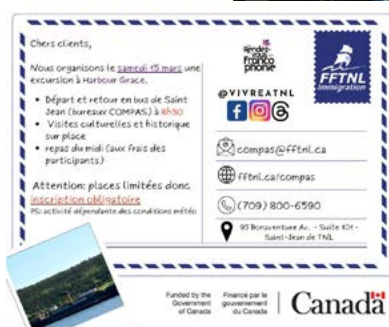 Chers clients,
Nous organisons le samedi 15 mars une
excursion à Harbour Grace.
• Départ et retour en bus de Saint
Jean (bureaux COMPAS) à 8h30
• Visites culturelles et historique
sur place
• repas du midi (aux frais des
participants)
Attention: places limitées donc
inscription obligatoire
PS: activité dépendante des conditions météo
Rendez-
vous
Franco
phonie
FFTNL
Immigration
@VIVREATNL
compas@fftnl.ca
fftnl.ca/compas
(709) 800-6590
95 Bonaventure Av. - Suite 101 -
Saint-Jean de TNL
Funded by the
Government
of Canada
Financé par le
gouvernement
du Canada
Canada